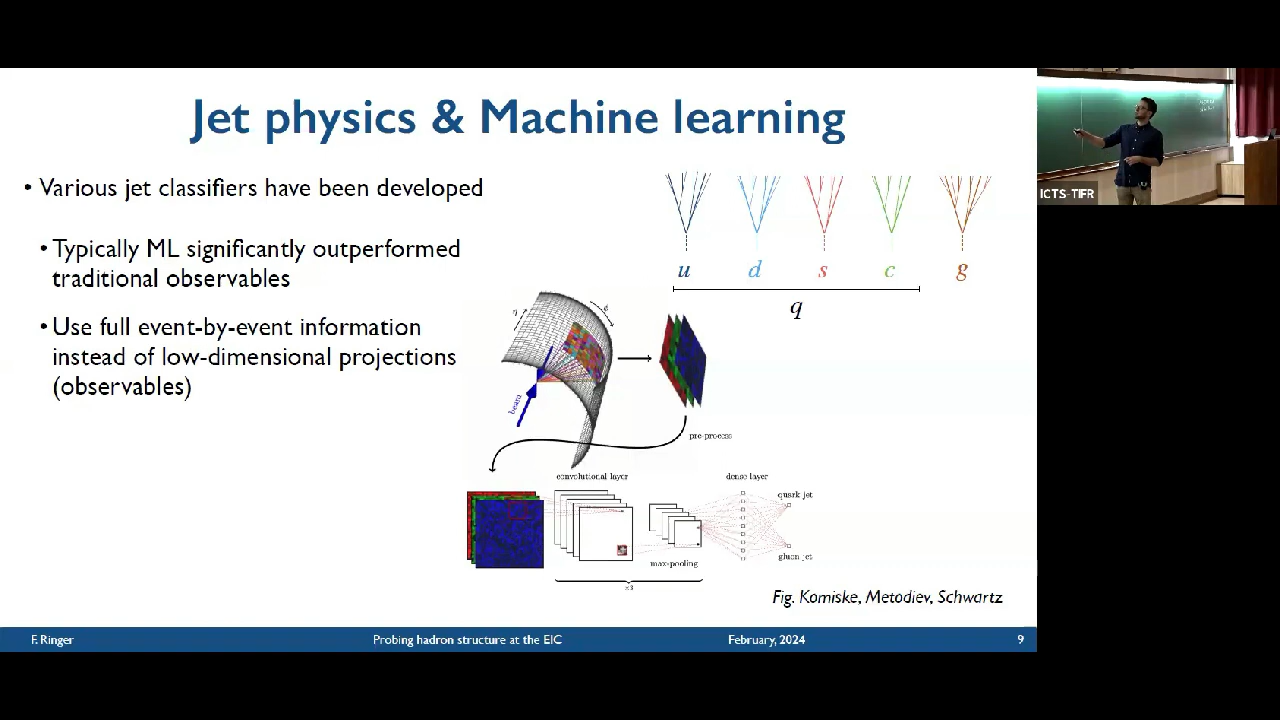 Jet physics & Machine learning
• Various jet classifiers have been developed
• Typically ML significantly outperformed
traditional observables
• Use full event-by-event information
instead of low-dimensional projections
(observables)
u d s c g
q
η
ϕ
beam
pre-process
convolutional layer
dense layer
quark jet
gluon jet
max-pooling
×3
Fig. Komiske, Metodiev, Schwartz
F. Ringer
Probing hadron structure at the EIC
February, 2024
9
ICTS-TIFR